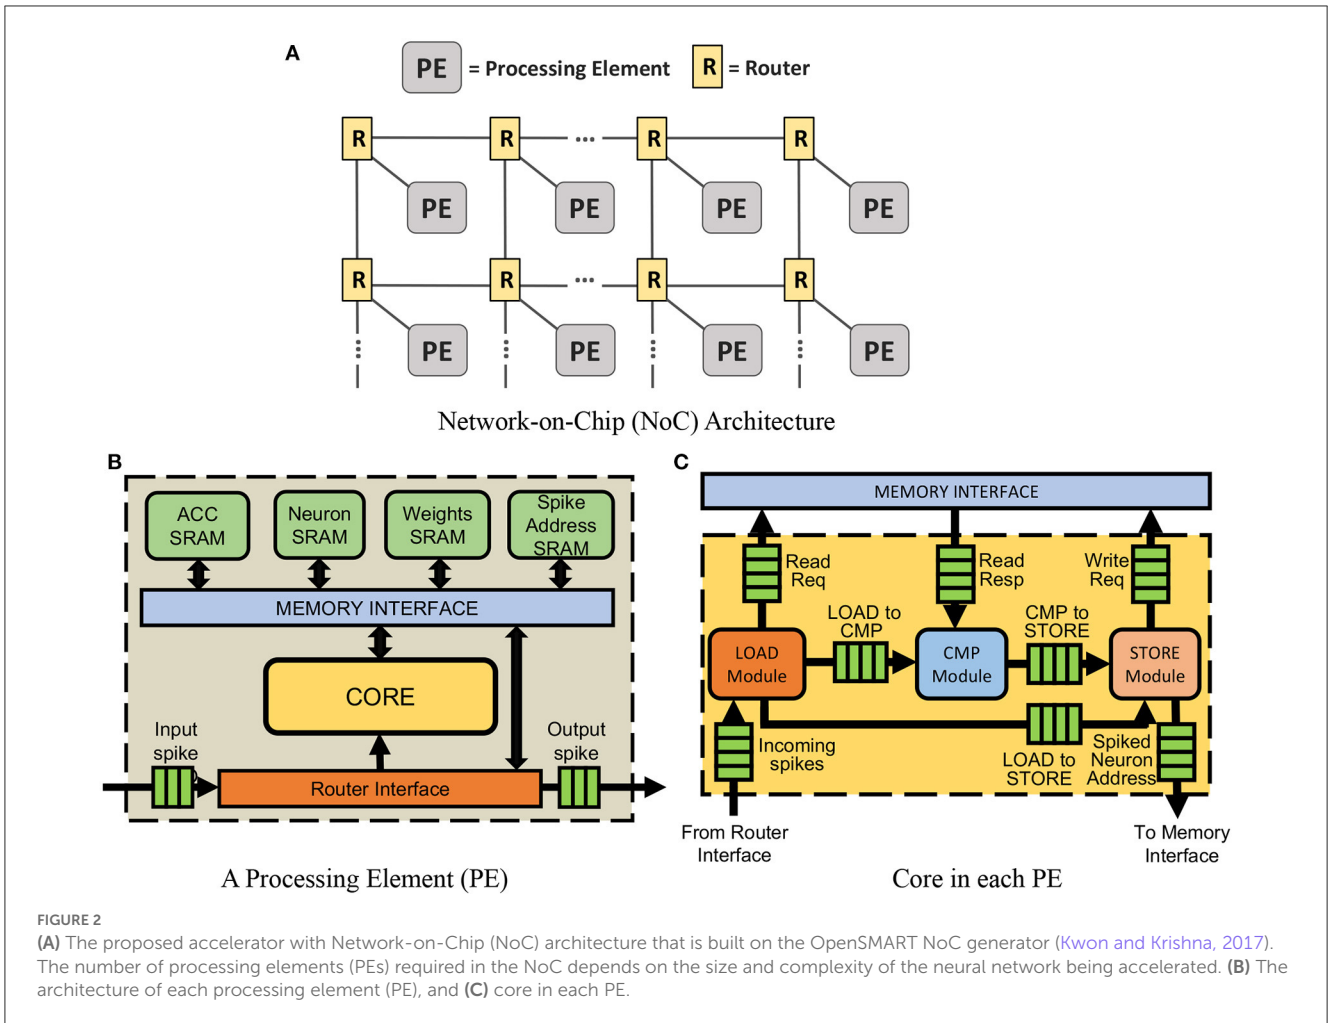 A
PE = Processing Element R = Router
R R ... R R
PE PE PE PE
R R ... R R
PE PE PE PE
Network-on-Chip (NoC) Architecture
B
ACC
SRAM
Neuron
SRAM
Weights
SRAM
Spike
Address
SRAM
MEMORY INTERFACE
CORE
Input
spike
Output
spike
Router Interface
A Processing Element (PE)
C
MEMORY INTERFACE
Read
Req
Read
Resp
Write
Req
LOAD to
CMP
CMP to
STORE
LOAD
Module
CMP
Module
STORE
Module
Incoming
spikes
LOAD to
STORE
Spiked
Neuron
Address
From Router
Interface
To Memory
Interface
Core in each PE
FIGURE 2
(A) The proposed accelerator with Network-on-Chip (NoC) architecture that is built on the OpenSMART NoC generator (Kwon and Krishna, 2017).
The number of processing elements (PEs) required in the NoC depends on the size and complexity of the neural network being accelerated. (B) The
architecture of each processing element (PE), and (C) core in each PE.